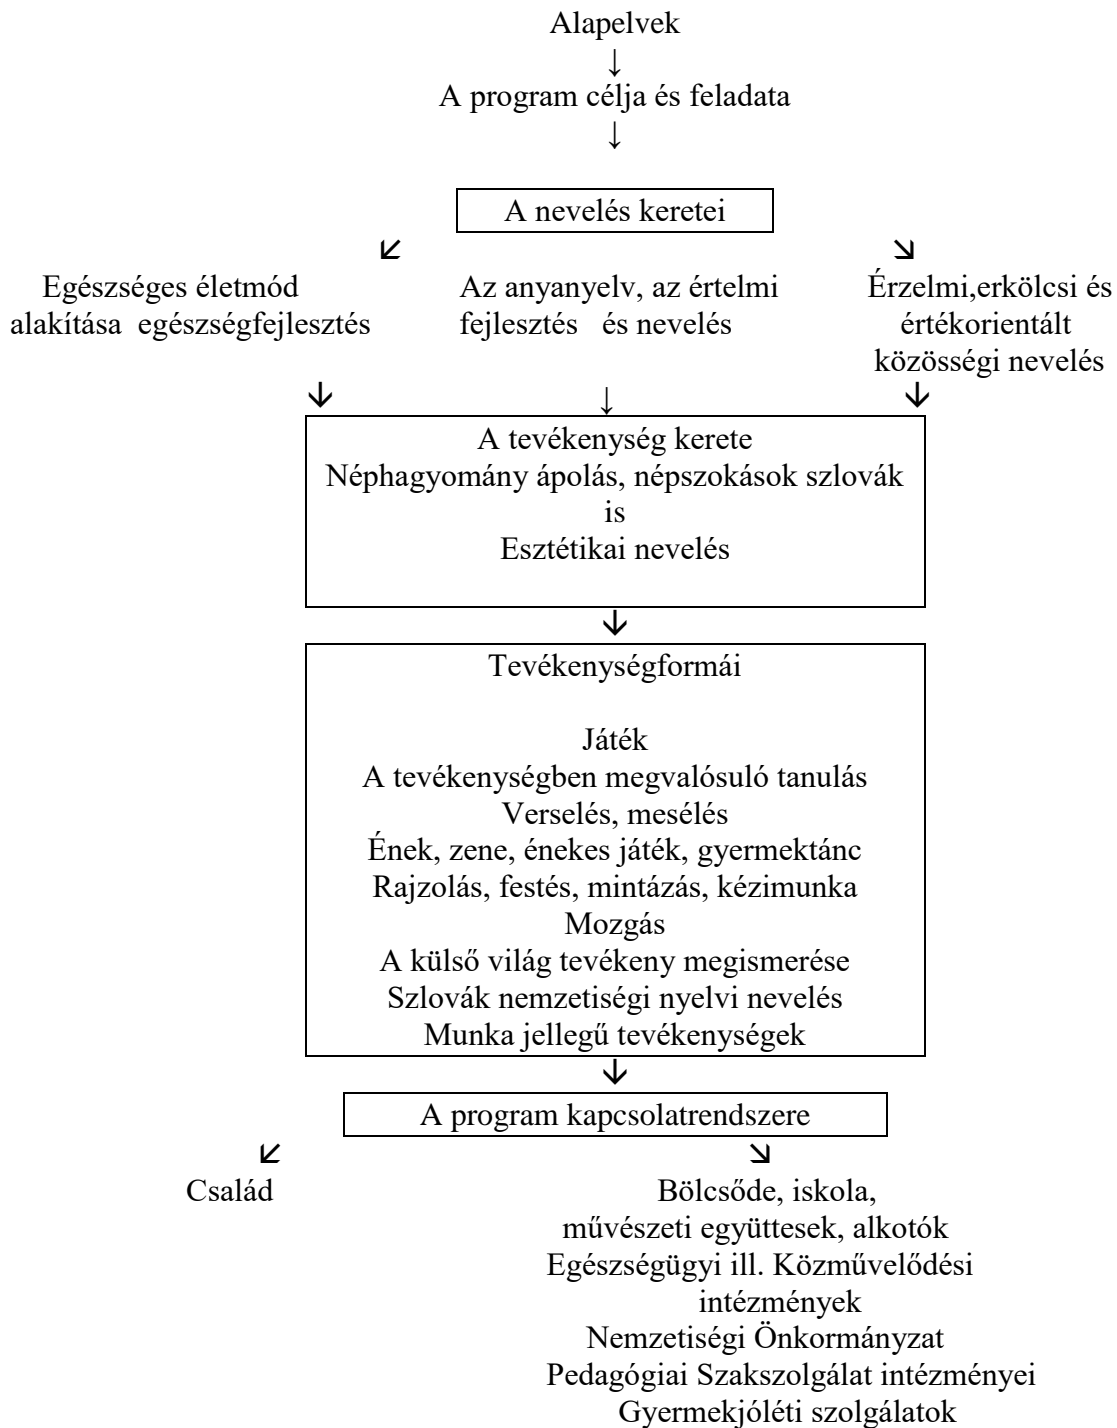 Alapelvek
↓
A program célja és feladata
↓
A nevelés keretei
Egészséges életmód
alakítása egészségfejlesztés
Az anyanyelv, az értelmi
fejlesztés és nevelés
Érzelmi,erkölcsi és
értékorientált
közösségi nevelés
↓
A tevékenység kerete
Néphagyomány ápolás, népszokások szlovák
is
Esztétikai nevelés
Tevékenységformái
Játék
A tevékenységben megvalósuló tanulás
Verselés, mesélés
Ének, zene, énekes játék, gyermektánc
Rajzolás, festés, mintázás, kézimunka
Mozgás
A külső világ tevékeny megismerése
Szlovák nemzetiségi nyelvi nevelés
Munka jellegű tevékenységek
A program kapcsolatrendszere
Család
Bölcsőde, iskola,
művészeti együttesek, alkotók
Egészségügyi ill. Közművelődési
intézmények
Nemzetiségi Önkormányzat
Pedagógiai Szakszolgálat intézményei
Gyermekjóléti szolgálatok